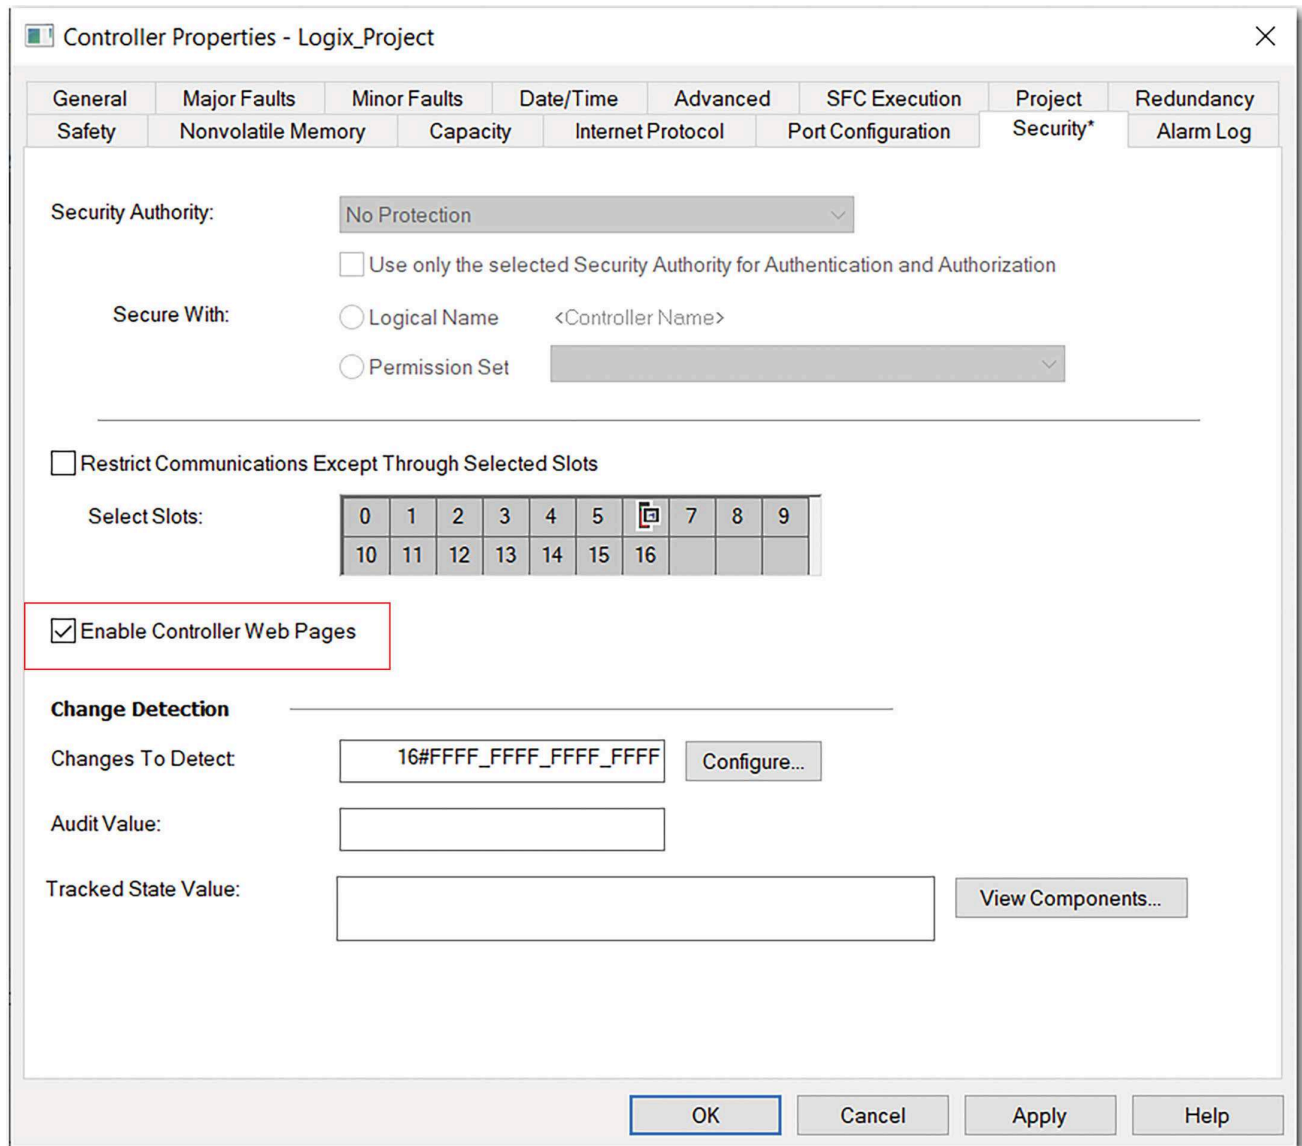 Controller Properties - Logix_Project
General Major Faults Minor Faults Date/Time Advanced SFC Execution Project Redundancy
Safety Nonvolatile Memory Capacity Internet Protocol Port Configuration Security* Alarm Log
Security Authority: No Protection
Use only the selected Security Authority for Authentication and Authorization
Secure With: Logical Name <Controller Name>
Permission Set
Restrict Communications Except Through Selected Slots
Select Slots: 0 1 2 3 4 5 7 8 9
10 11 12 13 14 15 16
Enable Controller Web Pages
Change Detection
Changes To Detect: 16#FFFF_FFFF_FFFF_FFFF Configure...
Audit Value:
Tracked State Value: View Components...
OK Cancel Apply Help